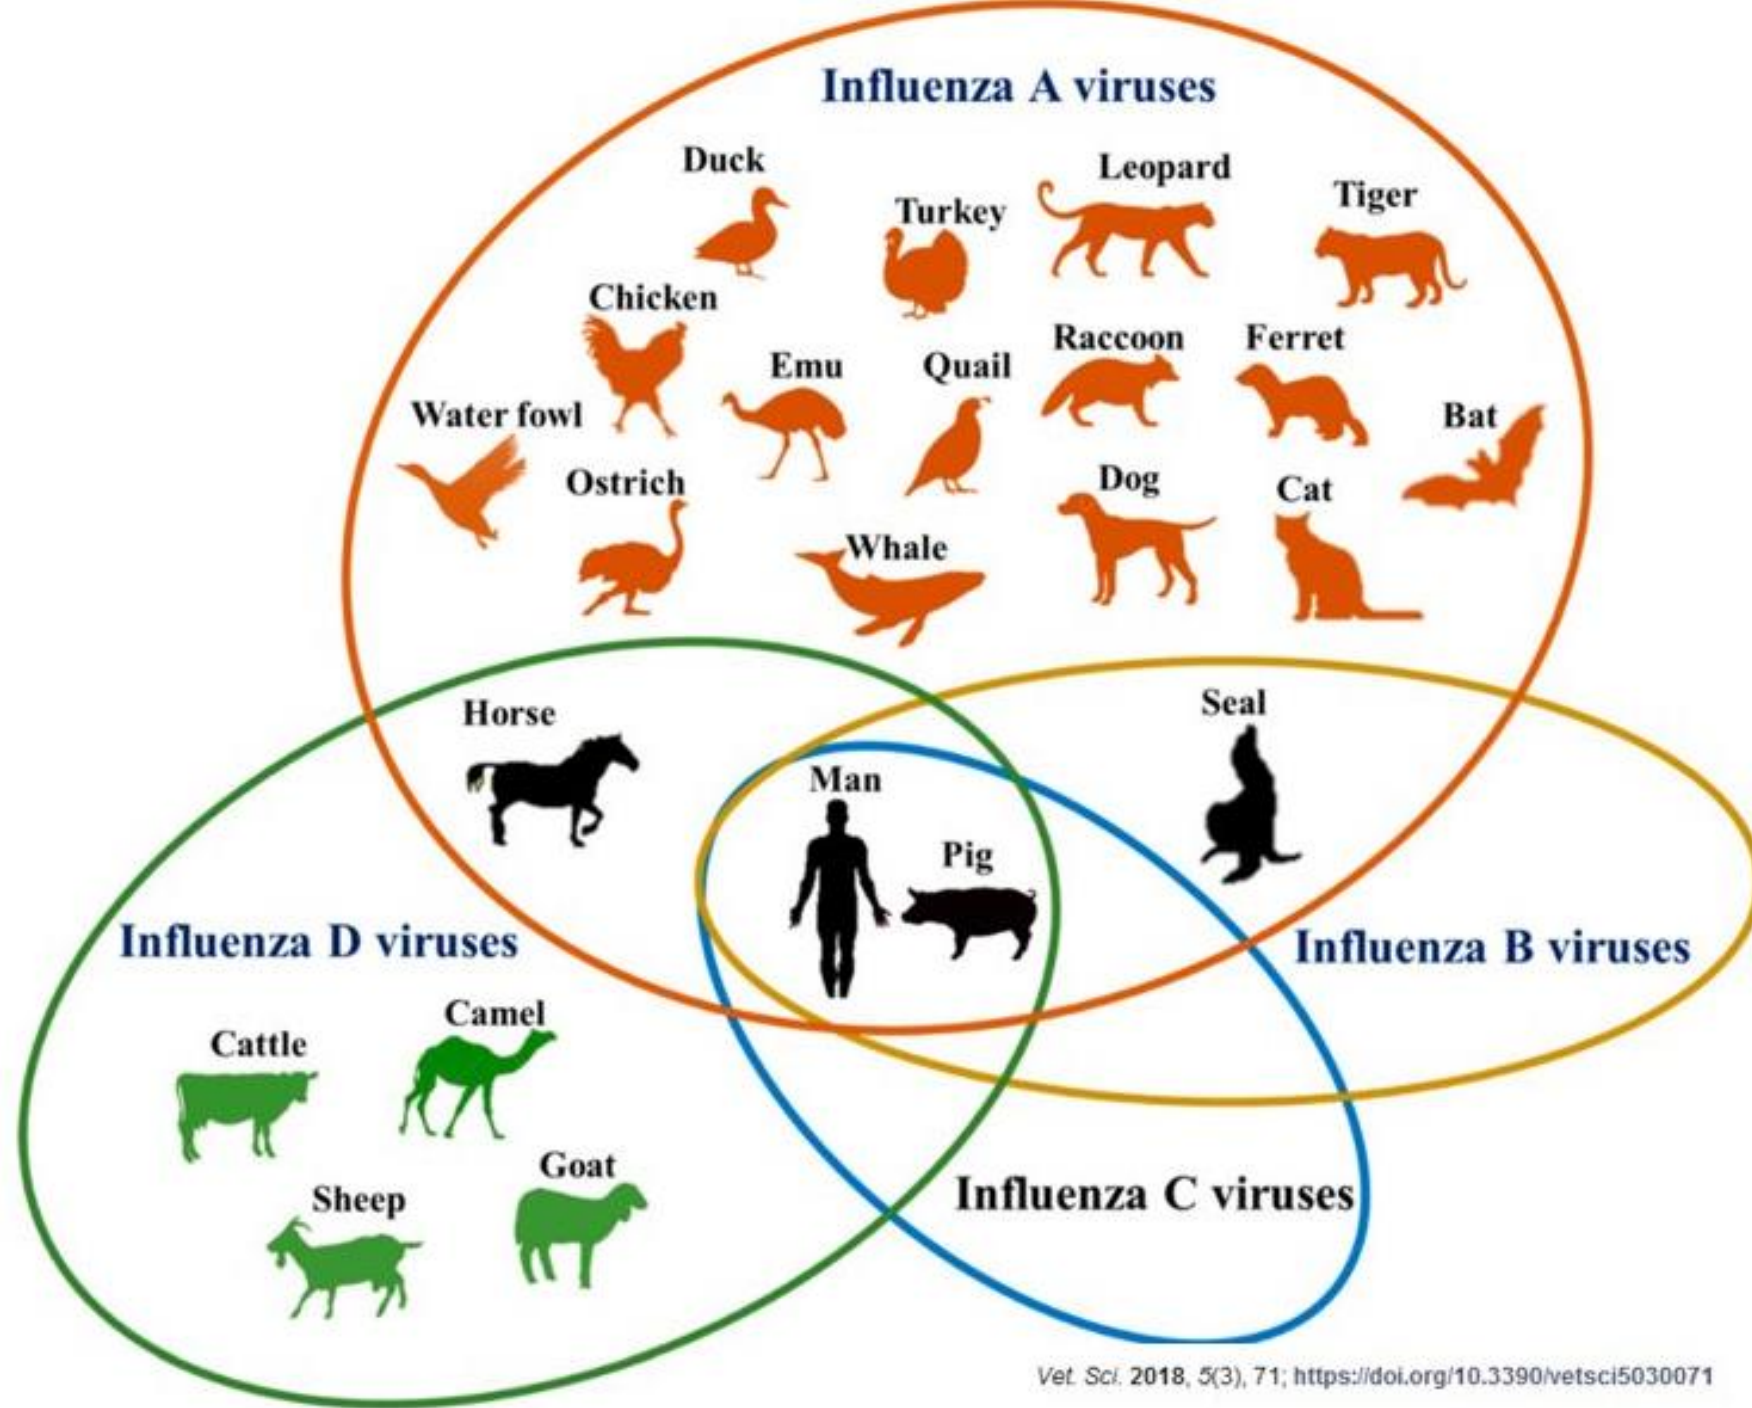 Influenza A viruses
Duck
Leopard
Tiger
Turkey
Chicken
Raccoon
Ferret
Emu
Quail
Water fowl
Bat
Ostrich
Dog
Cat
Whale
Horse
Seal
Man
Pig
Influenza D viruses
Influenza B viruses
Camel
Cattle
Goat
Sheep
Influenza C viruses
Vet. Sci. 2018, 5(3), 71; https://doi.org/10.3390/vetsci5030071